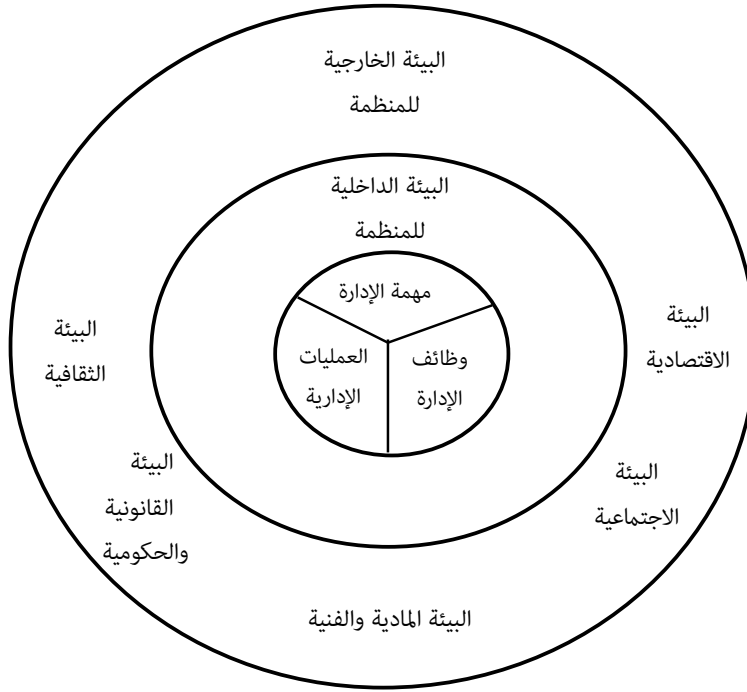 البيئة الخارجية
للمنظمة
البيئة الداخلية
للمنظمة
مهمة الإدارة
وظائف
الإدارة
العمليات
الإدارية
البيئة
الاقتصادية
البيئة
الثقافية
البيئة
الاجتماعية
البيئة
القانونية
والحكومية
البيئة المادية والفنية